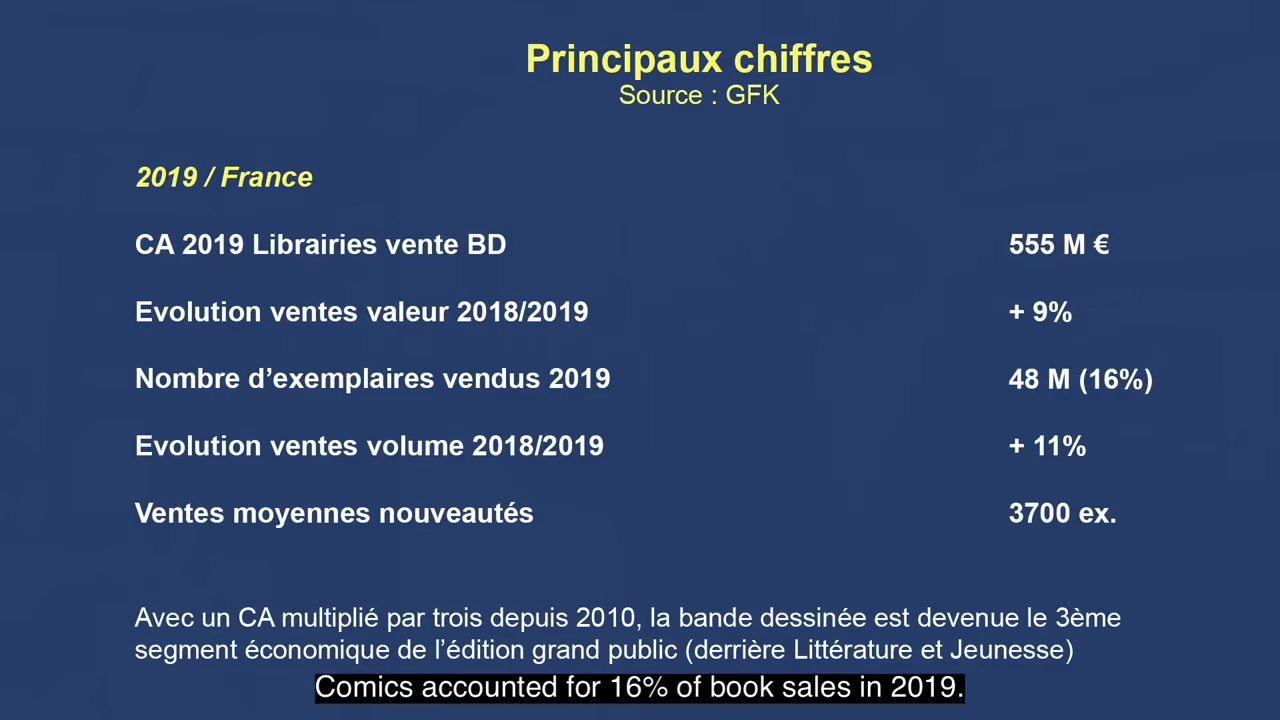 Principaux chiffres
Source : GFK
2019 / France
CA 2019 Librairies vente BD 555 M €
Evolution ventes valeur 2018/2019 + 9%
Nombre d’exemplaires vendus 2019 48 M (16%)
Evolution ventes volume 2018/2019 + 11%
Ventes moyennes nouveautés 3700 ex.
Avec un CA multiplié par trois depuis 2010, la bande dessinée est devenue le 3ème
segment économique de l’édition grand public (derrière Littérature et Jeunesse)
Comics accounted for 16% of book sales in 2019.